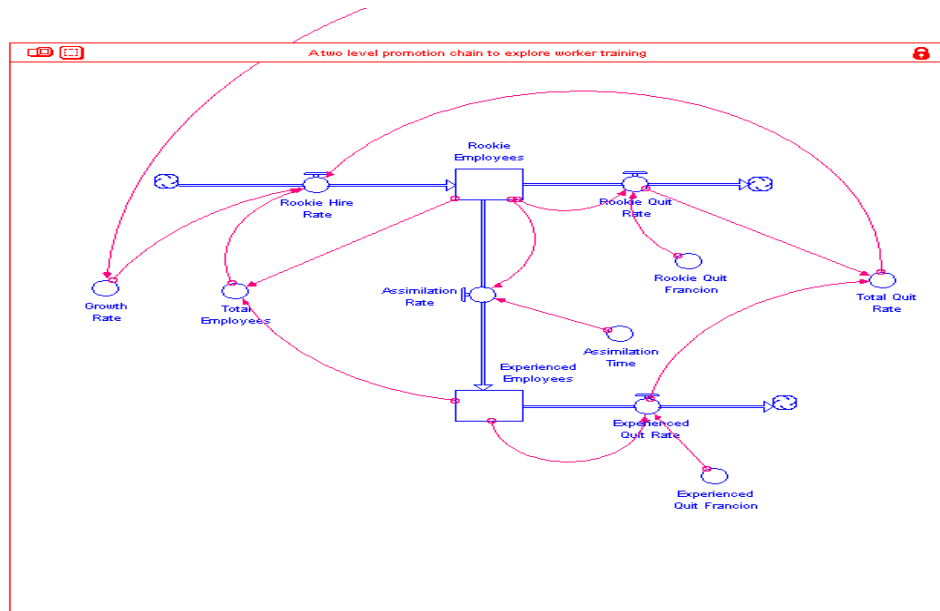 A two level promotion chain to explore worker training
Rookie
Employees
Rookie Hire
Rate
Rookie Quit
Rate
Rookie Quit
Francion
Growth
Rate
Total
Employees
Assimilation
Rate
Total Quit
Rate
Assimilation
Time
Experienced
Employees
Experienced
Quit Rate
Experienced
Quit Francion